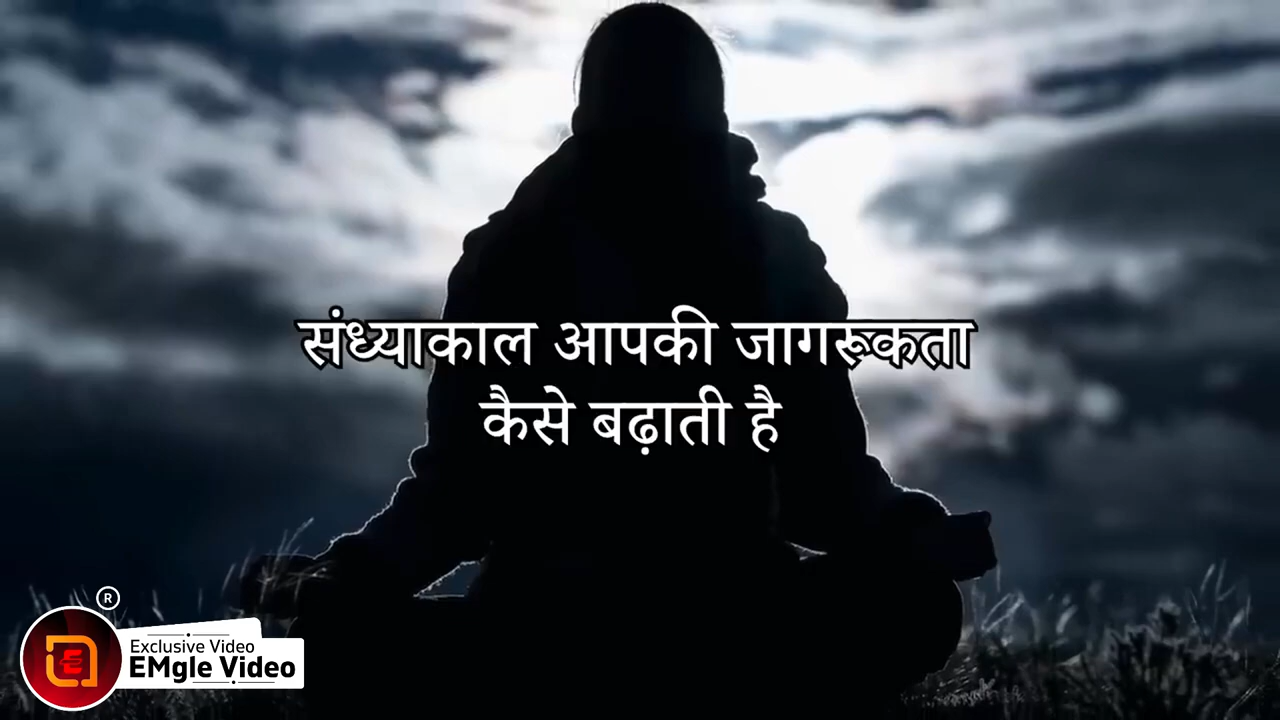 संध्याकाल आपकी जागरूकता
कैसे बढ़ाती है
®
Exclusive Video
EMgle Video